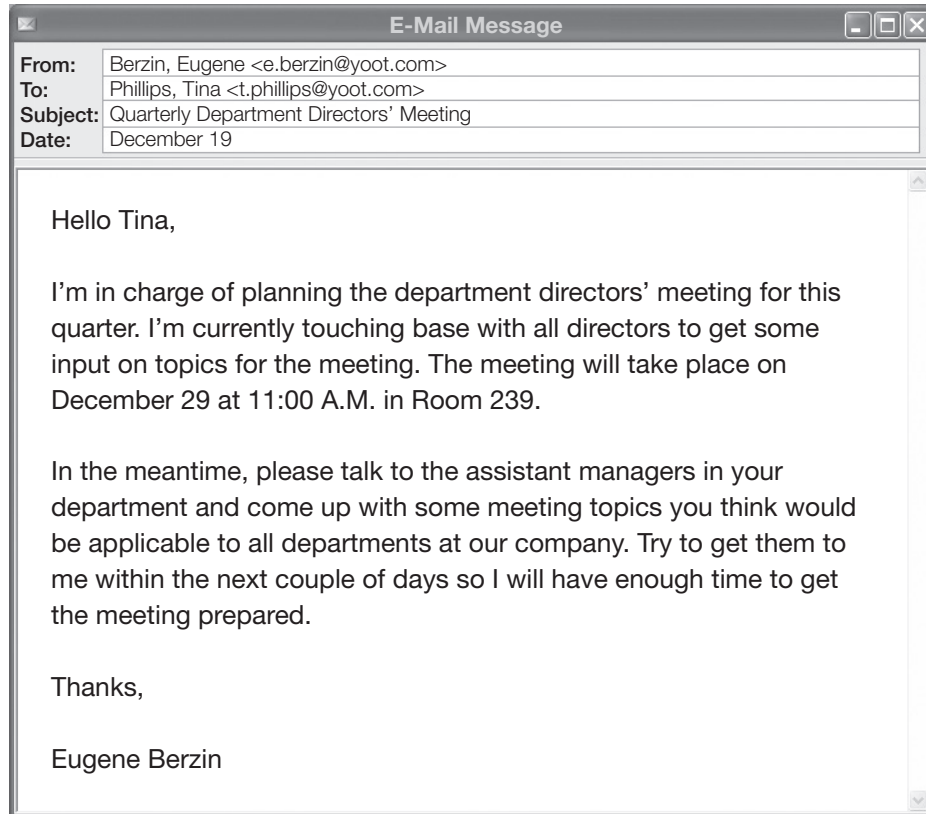 E-Mail Message
From: Berzin, Eugene <e.berzin@yoot.com>
To: Phillips, Tina <t.phillips@yoot.com>
Subject: Quarterly Department Directors’ Meeting
Date: December 19
Hello Tina,
I’m in charge of planning the department directors’ meeting for this
quarter. I’m currently touching base with all directors to get some
input on topics for the meeting. The meeting will take place on
December 29 at 11:00 A.M. in Room 239.
In the meantime, please talk to the assistant managers in your
department and come up with some meeting topics you think would
be applicable to all departments at our company. Try to get them to
me within the next couple of days so I will have enough time to get
the meeting prepared.
Thanks,
Eugene Berzin